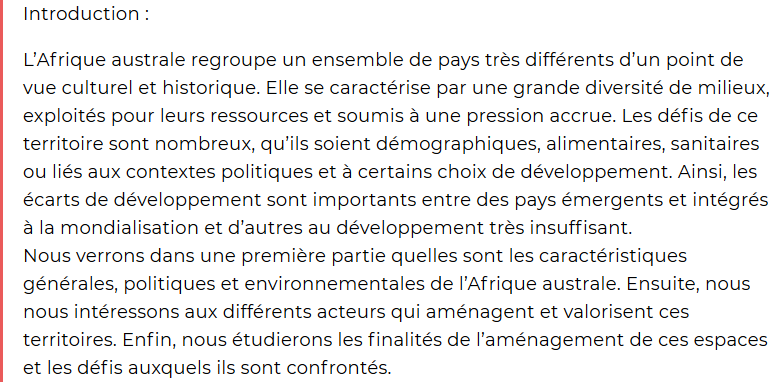 Introduction :
L’Afrique australe regroupe un ensemble de pays très différents d’un point de
vue culturel et historique. Elle se caractérise par une grande diversité de milieux,
exploités pour leurs ressources et soumis à une pression accrue. Les défis de ce
territoire sont nombreux, qu’ils soient démographiques, alimentaires, sanitaires
ou liés aux contextes politiques et à certains choix de développement. Ainsi, les
écarts de développement sont importants entre des pays émergents et intégrés
à la mondialisation et d’autres au développement très insuffisant.
Nous verrons dans une première partie quelles sont les caractéristiques
générales, politiques et environnementales de l’Afrique australe. Ensuite, nous
nous intéressons aux différents acteurs qui aménagent et valorisent ces
territoires. Enfin, nous étudierons les finalités de l’aménagement de ces espaces
et les défis auxquels ils sont confrontés.